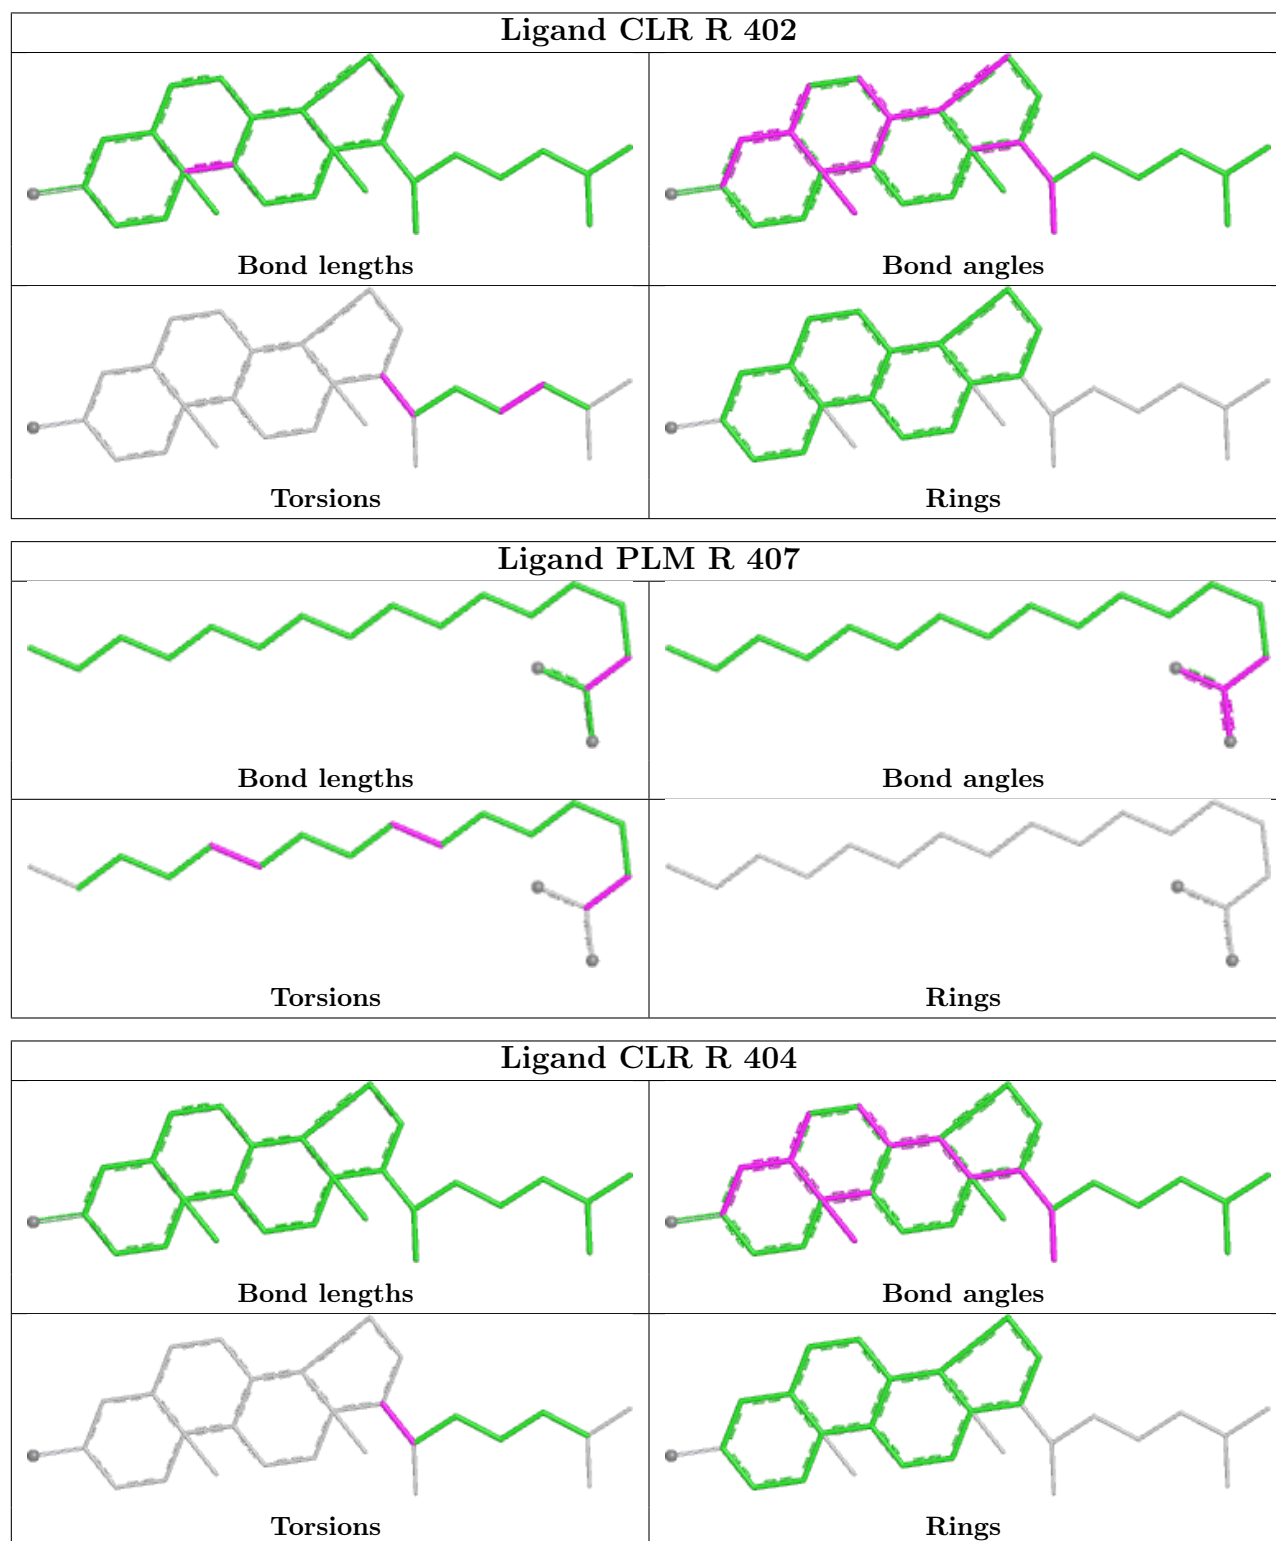 Ligand CLR R 402
Bond lengths
Bond angles
Torsions
Rings
Ligand PLM R 407
Bond lengths
Bond angles
Torsions
Rings
Ligand CLR R 404
Bond lengths
Bond angles
Torsions
Rings